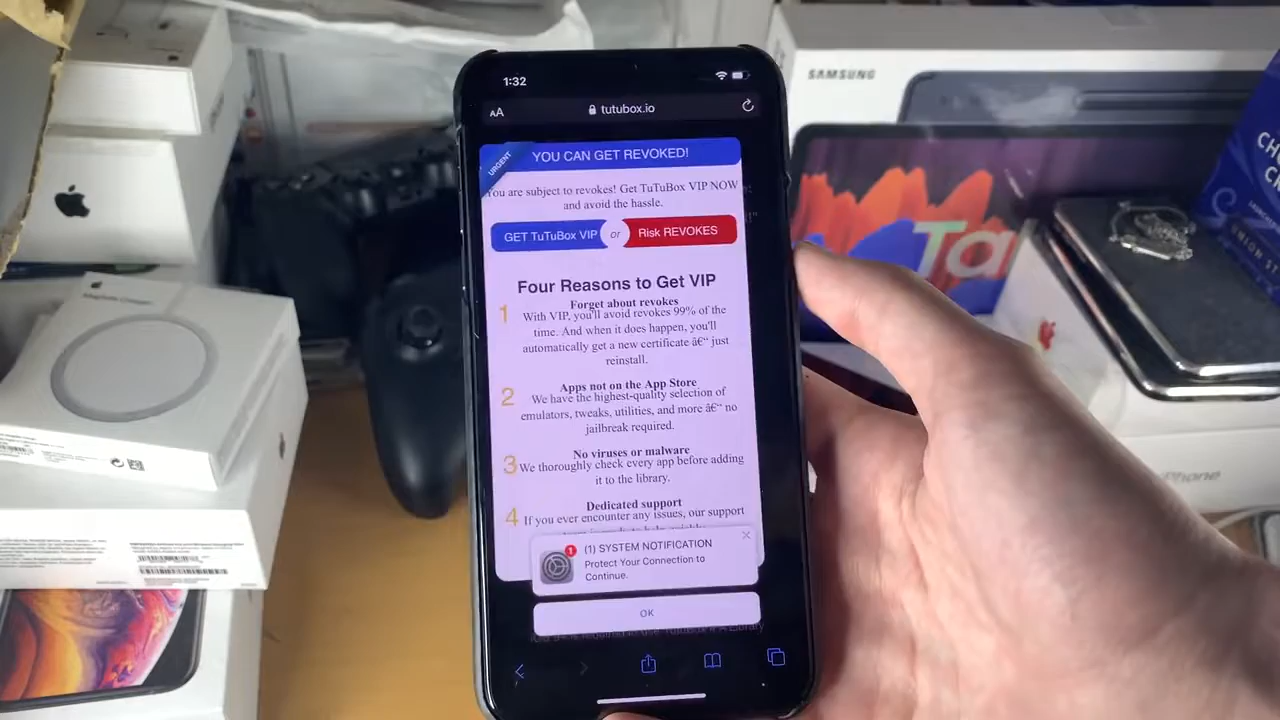 1:32
AA
tutubox.io
URGENT
YOU CAN GET REVOKED!
You are subject to revokes! Get TuTuBox VIP NOW
and avoid the hassle.
GET TuTuBox VIP or Risk REVOKES
Four Reasons to Get VIP
1
Forget about revokes
With VIP, you'll avoid revokes 99% of the
time. And when it does happen, you'll
automatically get a new certificate â€“ just
reinstall.
2
Apps not on the App Store
We have the highest-quality selection of
emulators, tweaks, utilities, and more â€“ no
jailbreak required.
3
No viruses or malware
We thoroughly check every app before adding
it to the library.
4
Dedicated support
If you ever encounter any issues, our support
1
(1) SYSTEM NOTIFICATION
Protect Your Connection to
Continue.
OK
SAMSUNG
Ta
CH
C
UNION
iPhone
MagSafe Charger